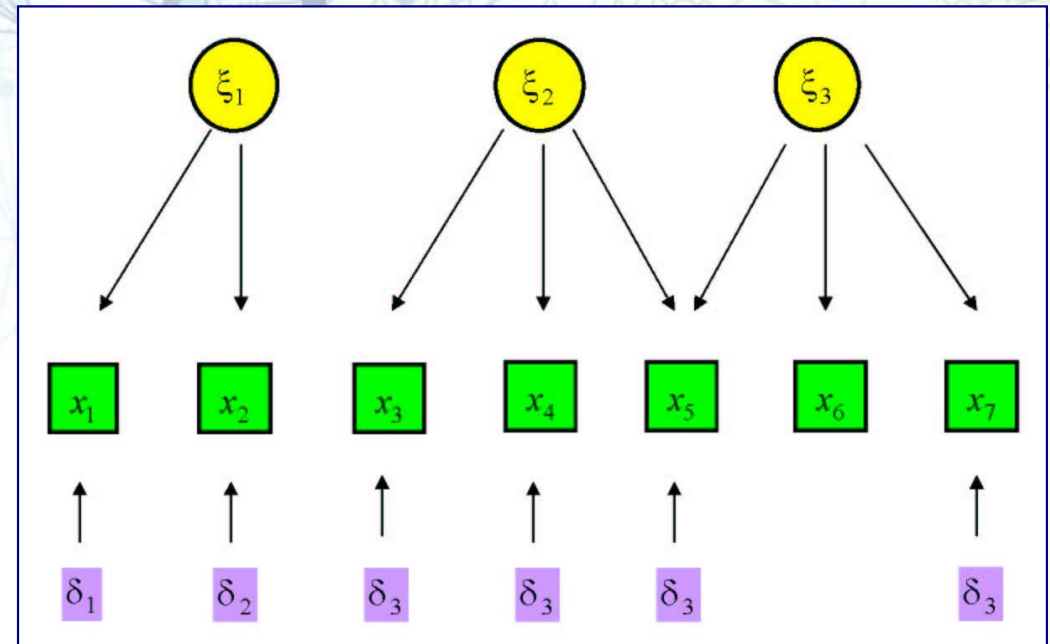 ξ₁ ξ₂ ξ₃
x₁ x₂ x₃ x₄ x₅ x₆ x₇
δ₁ δ₂ δ₃ δ₃ δ₃ δ₃